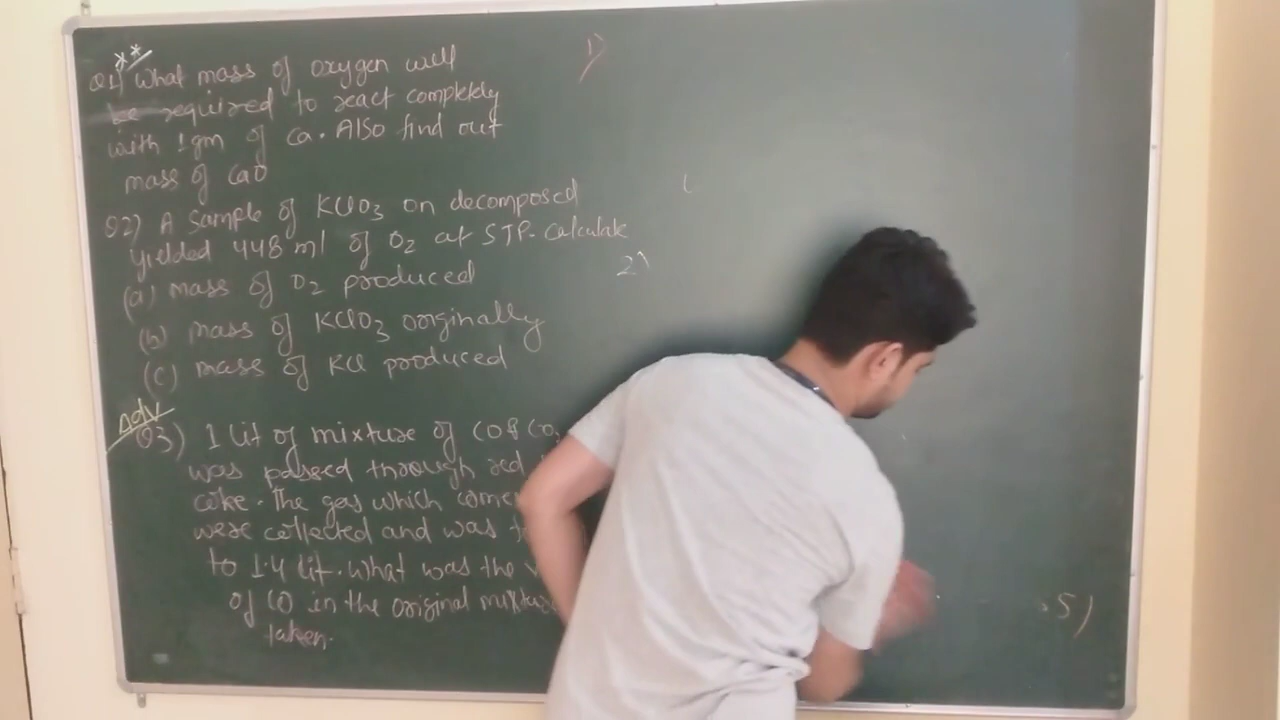 **
Q1) What mass of oxygen will
be required to react completely
with 1gm of Ca. Also find out
mass of CaO
Q2) A sample of KClO3 on decomposed
yielded 448 ml of O2 at STP. Calculate
(a) mass of O2 produced
(b) mass of KClO3 originally
(c) mass of KCl produced
Adv
Q3) 1 lit of mixture of CO &
was passed through red
coke. The gas which
were collected and was
to 1.4 lit. what was the
of CO in the original mixture
taken.
1)
2)
5)